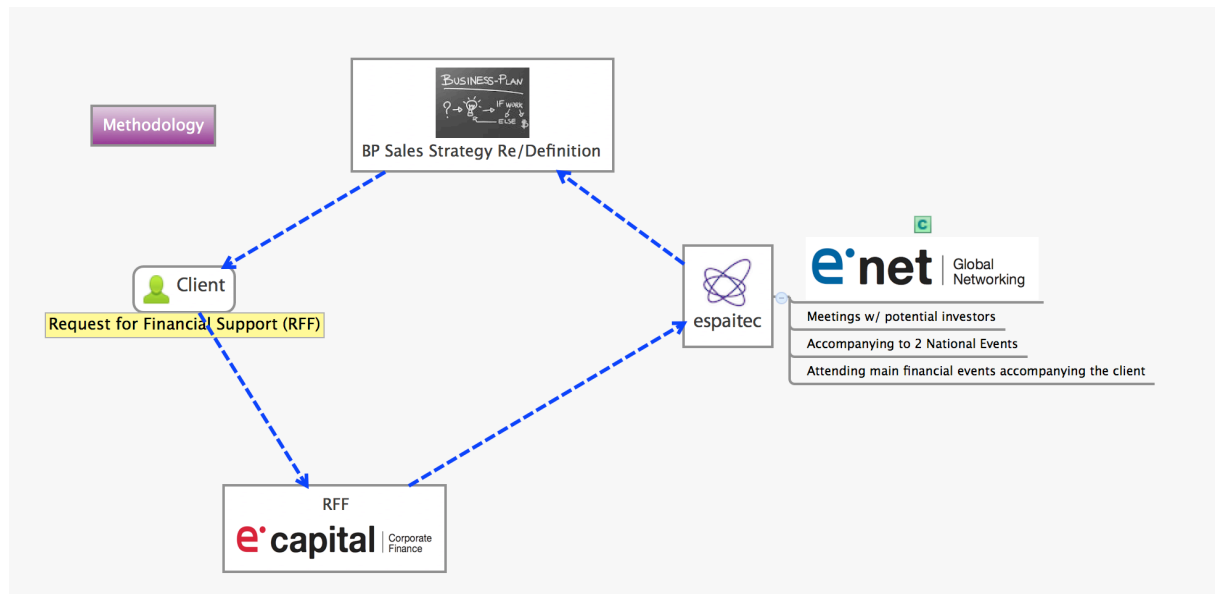 Methodology
BUSINESS-PLAN
? IF WORK
ELSE $
BP Sales Strategy Re/Definition
Client
Request for Financial Support (RFF)
espaitec
C
e·net Global
Networking
Meetings w/ potential investors
Accompanying to 2 National Events
Attending main financial events accompanying the client
RFF
e·capital Corporate
Finance